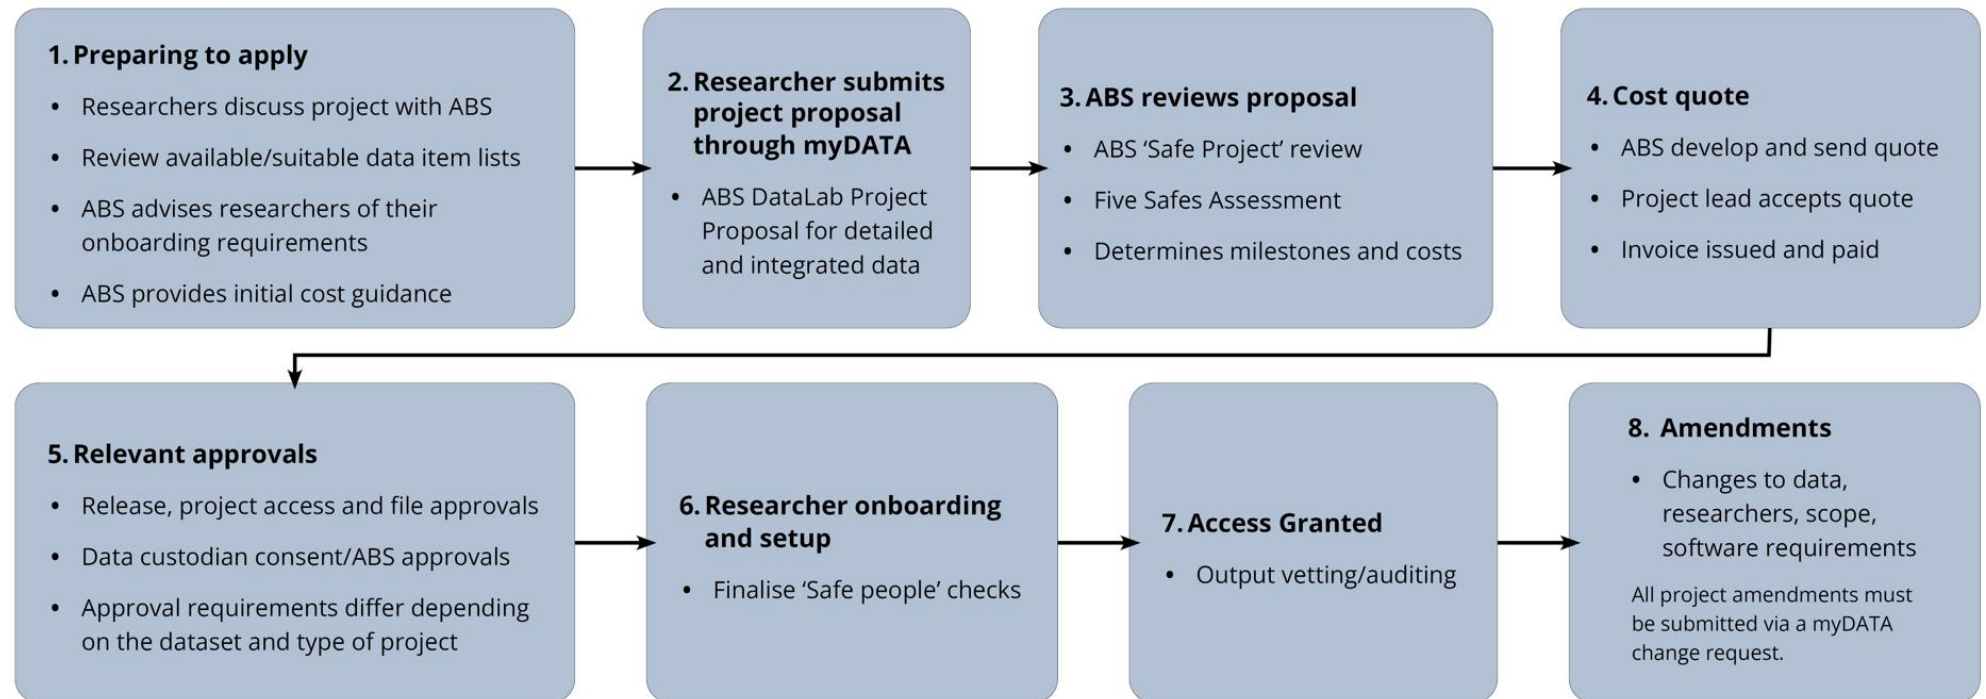 1. Preparing to apply
• Researchers discuss project with ABS
• Review available/suitable data item lists
• ABS advises researchers of their
onboarding requirements
• ABS provides initial cost guidance
2. Researcher submits
project proposal
through myDATA
• ABS DataLab Project
Proposal for detailed
and integrated data
3. ABS reviews proposal
• ABS ‘Safe Project’ review
• Five Safes Assessment
• Determines milestones and costs
4. Cost quote
• ABS develop and send quote
• Project lead accepts quote
• Invoice issued and paid
5. Relevant approvals
• Release, project access and file approvals
• Data custodian consent/ABS approvals
• Approval requirements differ depending
on the dataset and type of project
6. Researcher onboarding
and setup
• Finalise ‘Safe people’ checks
7. Access Granted
• Output vetting/auditing
8. Amendments
• Changes to data,
researchers, scope,
software requirements
All project amendments must
be submitted via a myDATA
change request.